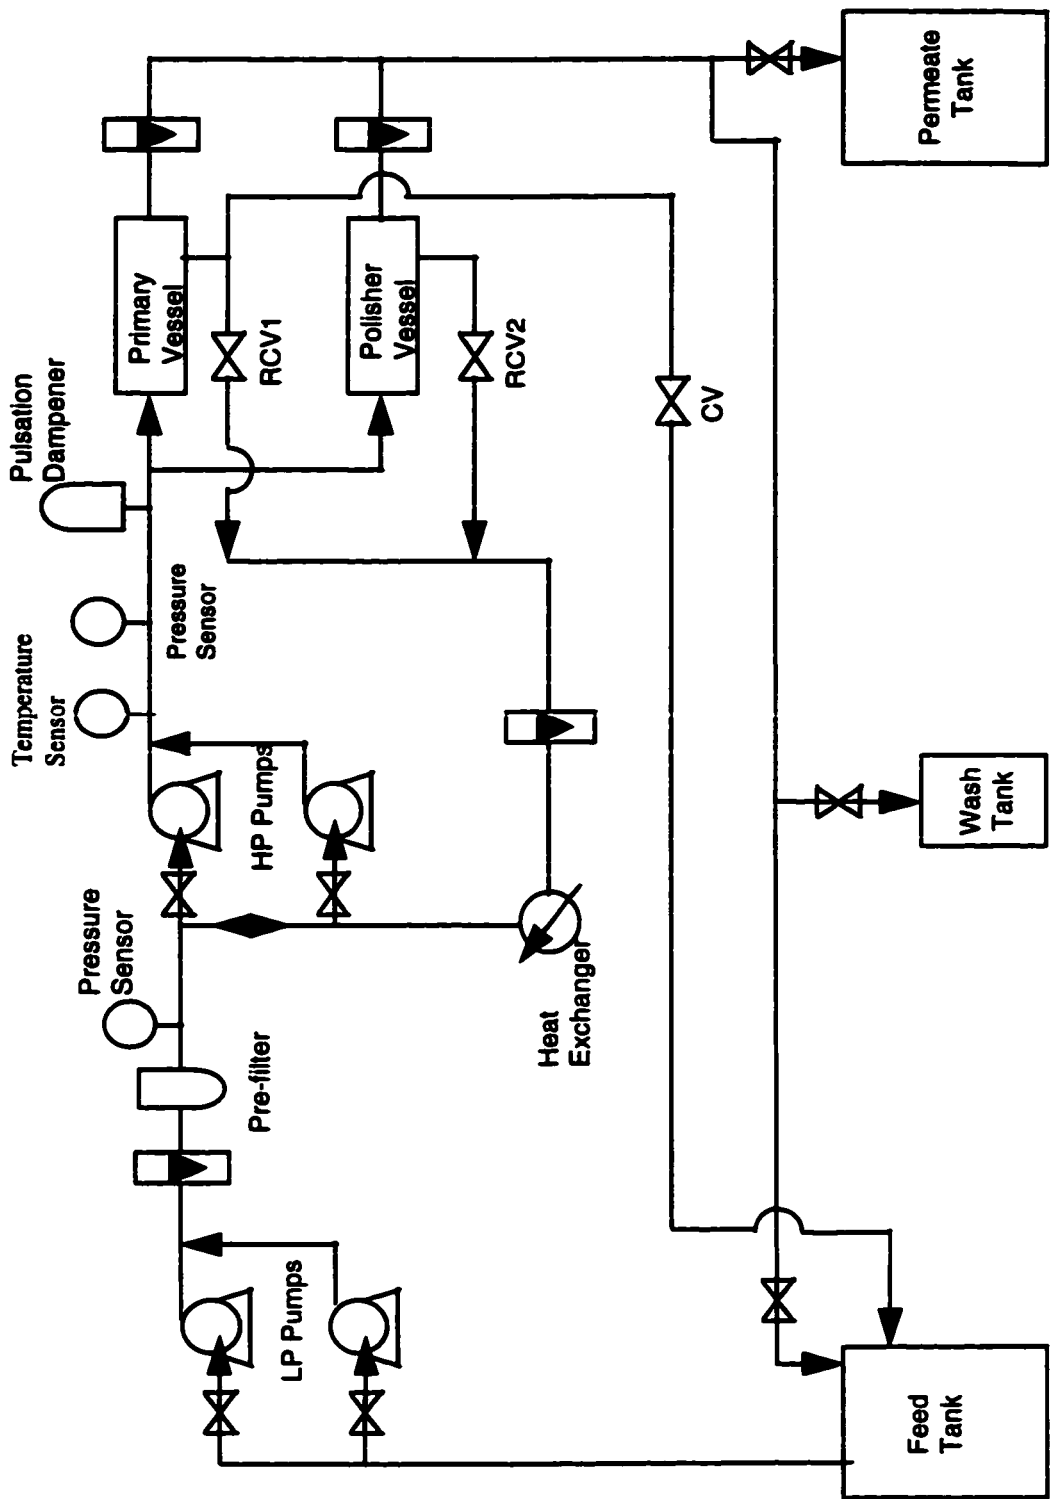 Pulsation
Dampener
Temperature
Sensor
Pressure
Sensor
Pressure
Sensor
Primary
Vessel
RCV1
Polisher
Vessel
RCV2
CV
HP Pumps
Pre-filter
LP Pumps
Heat
Exchanger
Permeate
Tank
Wash
Tank
Feed
Tank